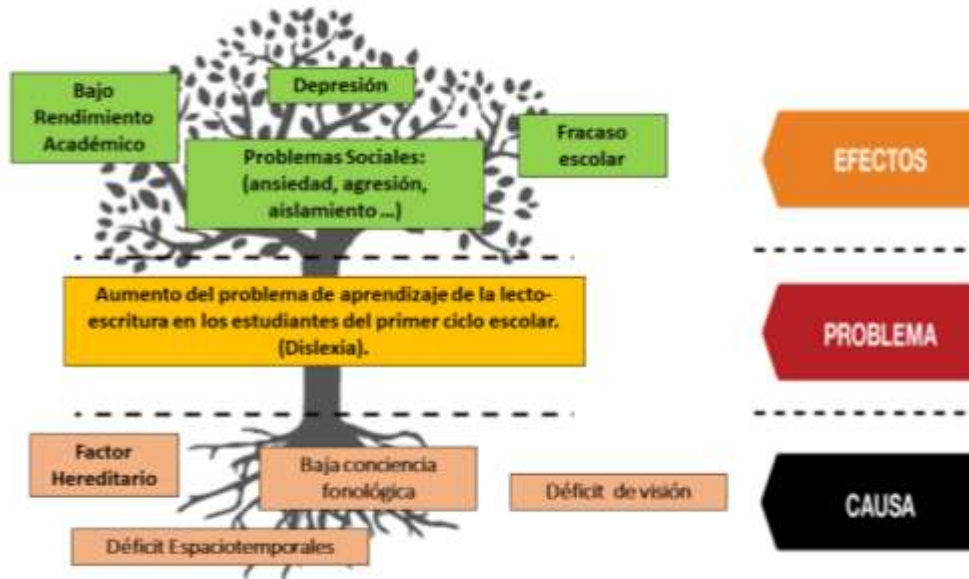 Bajo
Rendimiento
Académico
Depresión
Problemas Sociales:
(ansiedad, agresión,
aislamiento ...)
Fracaso
escolar
EFECTOS
Aumento del problema de aprendizaje de la lecto-
escritura en los estudiantes del primer ciclo escolar.
(Dislexia).
PROBLEMA
Factor
Hereditario
Baja conciencia
fonológica
Déficit de visión
Déficit Espaciotemporales
CAUSA